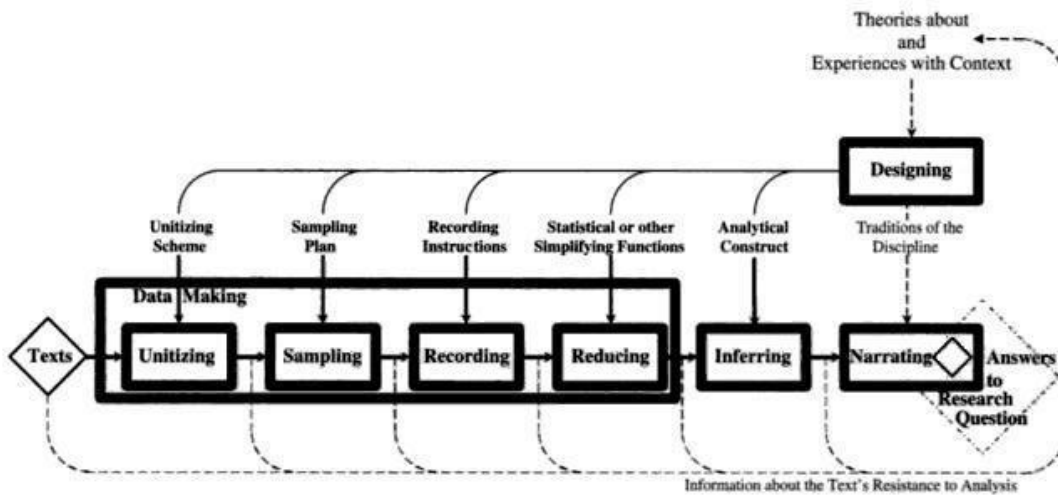 Theories about
and
Experiences with Context
Designing
Unitizing
Scheme
Sampling
Plan
Recording
Instructions
Statistical or other
Simplifying Functions
Analytical
Construct
Traditions of the
Discipline
Data Making
Texts
Unitizing
Sampling
Recording
Reducing
Inferring
Narrating
Answers
to
Research
Question
Information about the Text's Resistance to Analysis